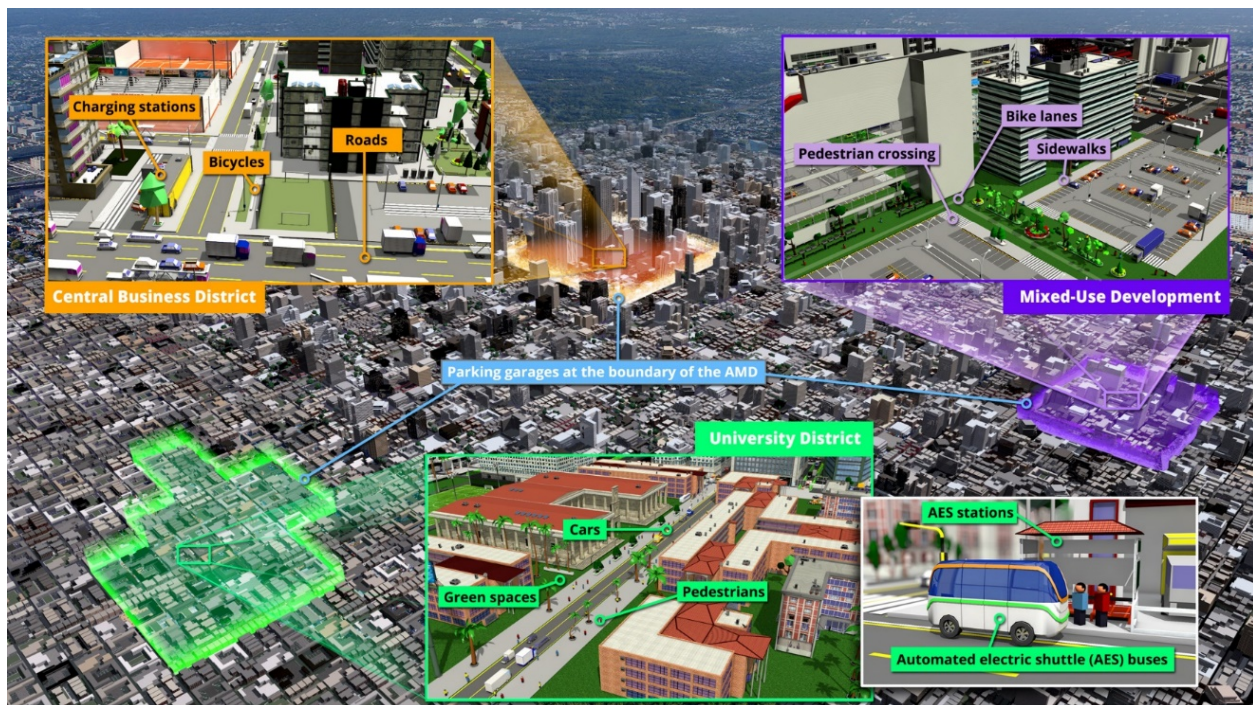 Charging stations
Bicycles
Roads
Central Business District
Bike lanes
Pedestrian crossing
Sidewalks
Mixed-Use Development
Parking garages at the boundary of the AMD
University District
Cars
Green spaces
Pedestrians
AES stations
Automated electric shuttle (AES) buses